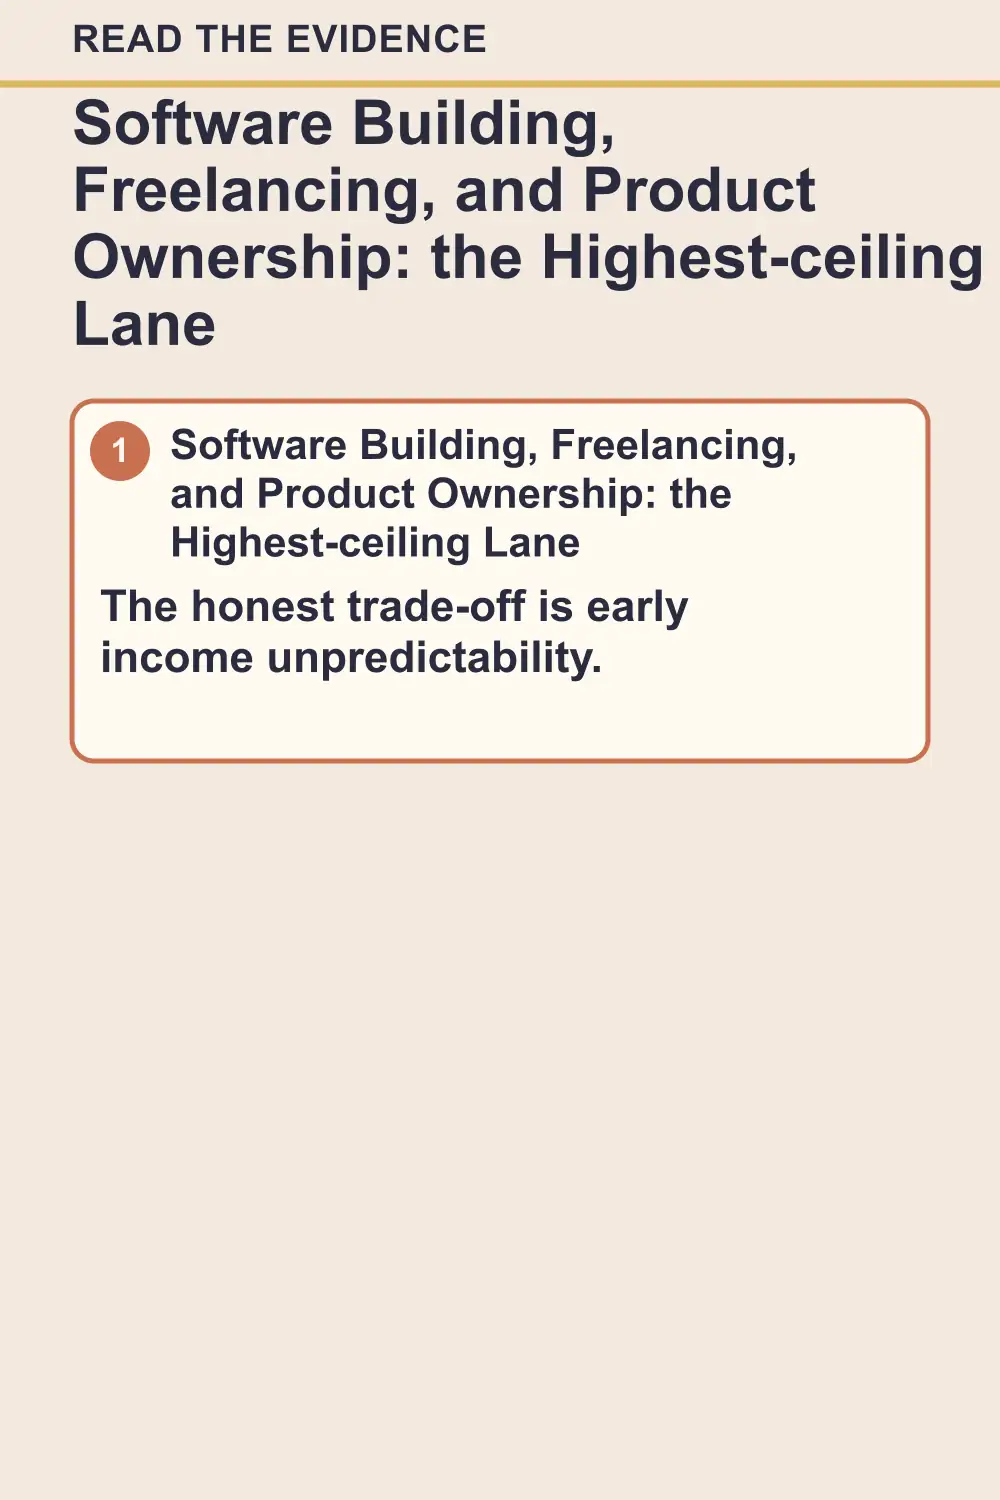 READ THE EVIDENCE
Software Building,
Freelancing, and Product
Ownership: the Highest-ceiling
Lane
1
Software Building, Freelancing,
and Product Ownership: the
Highest-ceiling Lane
The honest trade-off is early
income unpredictability.